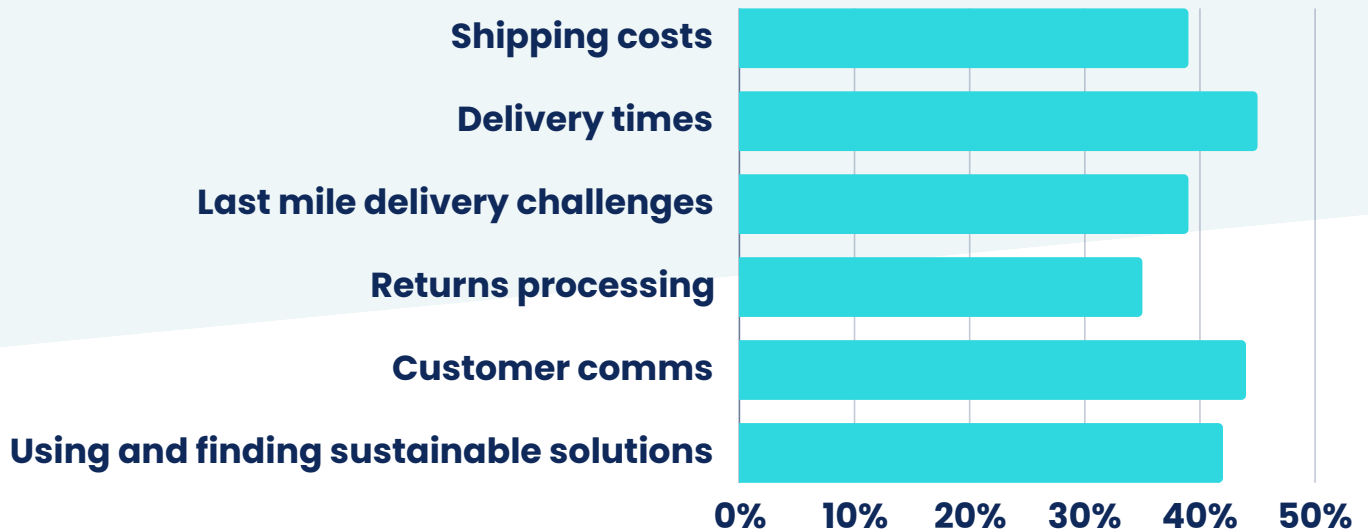 Shipping costs
Delivery times
Last mile delivery challenges
Returns processing
Customer comms
Using and finding sustainable solutions
0% 10% 20% 30% 40% 50%